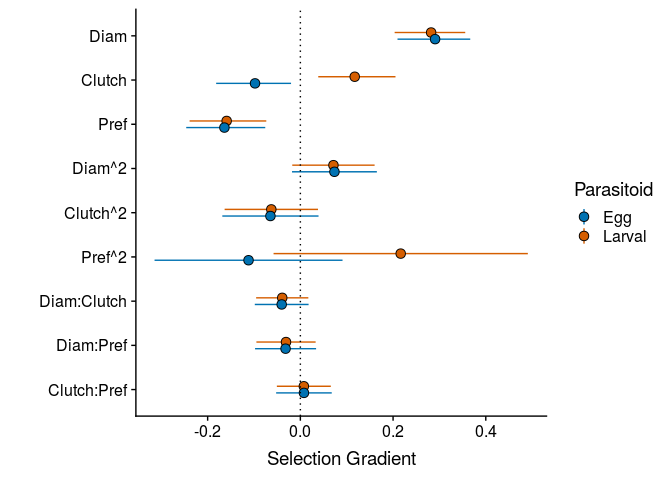 Diam
Clutch
Pref
Diam^2
Clutch^2
Pref^2
Diam:Clutch
Diam:Pref
Clutch:Pref
-0.2 0.0 0.2 0.4
Selection Gradient
Parasitoid
Egg
Larval